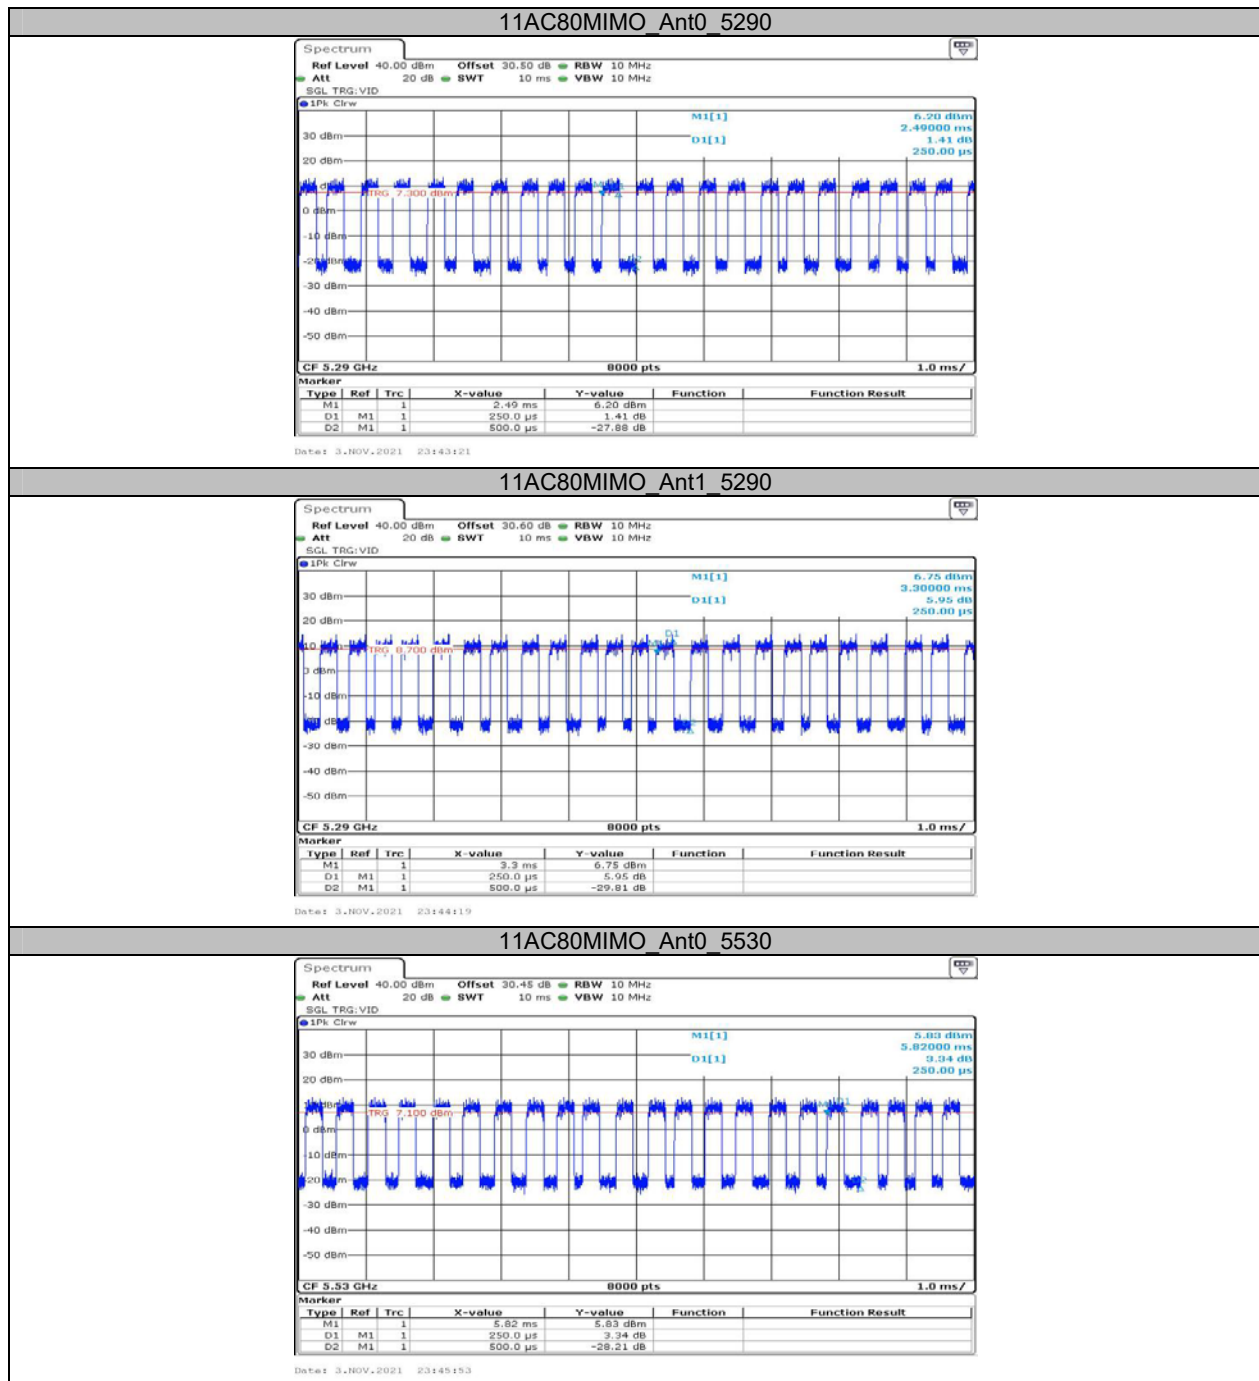 11AC80MIMO_Ant0_5290
Spectrum
Ref Level 40.00 dBm Offset 30.50 dB RBW 10 MHz
Att 20 dB SWT 10 ms VBW 10 MHz
SGL TRG:VID
1Pk Clrw
M1[1] 6.20 dBm
2.49000 ms
30 dBm D1[1] 1.41 dB
250.00 µs
20 dBm
TRG 7.300 dBm
0 dBm
-10 dBm
-20 dBm
-30 dBm
-40 dBm
-50 dBm
CF 5.29 GHz 8000 pts 1.0 ms/
Marker
Type Ref Trc X-value Y-value Function Function Result
M1 1 2.49 ms 6.20 dBm
D1 M1 1 250.0 µs 1.41 dB
D2 M1 1 500.0 µs -27.88 dB
Date: 3.NOV.2021 23:43:21
11AC80MIMO_Ant1_5290
Spectrum
Ref Level 40.00 dBm Offset 30.60 dB RBW 10 MHz
Att 20 dB SWT 10 ms VBW 10 MHz
SGL TRG:VID
1Pk Clrw
M1[1] 6.75 dBm
3.30000 ms
30 dBm D1[1] 5.95 dB
250.00 µs
20 dBm
D1
10 dBm
TRG 8.700 dBm
0 dBm
-10 dBm
-30 dBm
-40 dBm
-50 dBm
CF 5.29 GHz 8000 pts 1.0 ms/
Marker
Type Ref Trc X-value Y-value Function Function Result
M1 1 3.3 ms 6.75 dBm
D1 M1 1 250.0 µs 5.95 dB
D2 M1 1 500.0 µs -29.81 dB
Date: 3.NOV.2021 23:44:19
11AC80MIMO_Ant0_5530
Spectrum
Ref Level 40.00 dBm Offset 30.45 dB RBW 10 MHz
Att 20 dB SWT 10 ms VBW 10 MHz
SGL TRG:VID
1Pk Clrw
M1[1] 5.83 dBm
5.82000 ms
30 dBm D1[1] 3.34 dB
250.00 µs
20 dBm
D1
TRG 7.100 dBm
0 dBm
-10 dBm
-20 dBm
-30 dBm
-40 dBm
-50 dBm
CF 5.53 GHz 8000 pts 1.0 ms/
Marker
Type Ref Trc X-value Y-value Function Function Result
M1 1 5.82 ms 5.83 dBm
D1 M1 1 250.0 µs 3.34 dB
D2 M1 1 500.0 µs -28.21 dB
Date: 3.NOV.2021 23:45:53